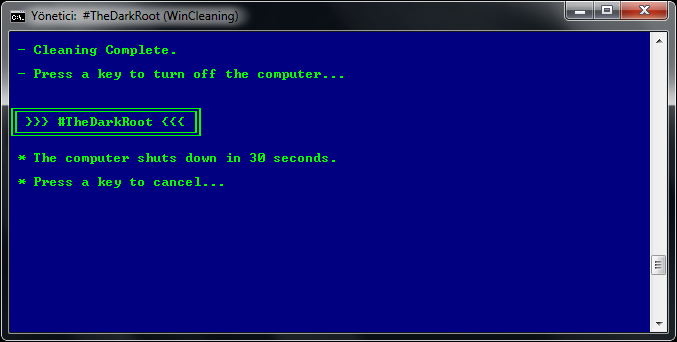 Yönetici: #TheDarkRoot (WinCleaning)
- Cleaning Complete.
- Press a key to turn off the computer...
>>> #TheDarkRoot <<<
* The computer shuts down in 30 seconds.
* Press a key to cancel...